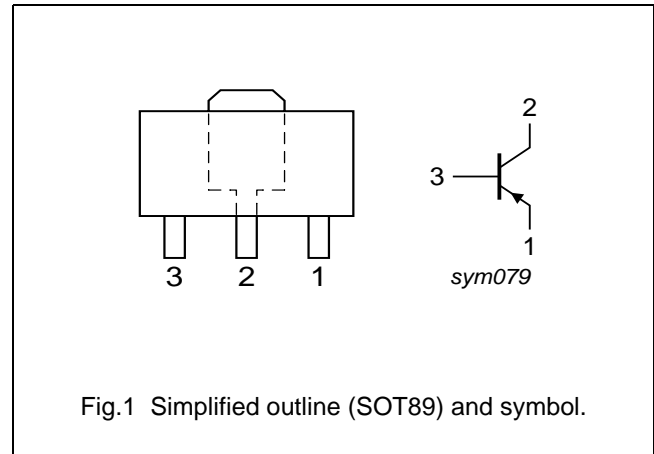 2
3
1
3 2 1
sym079
Fig.1 Simplified outline (SOT89) and symbol.